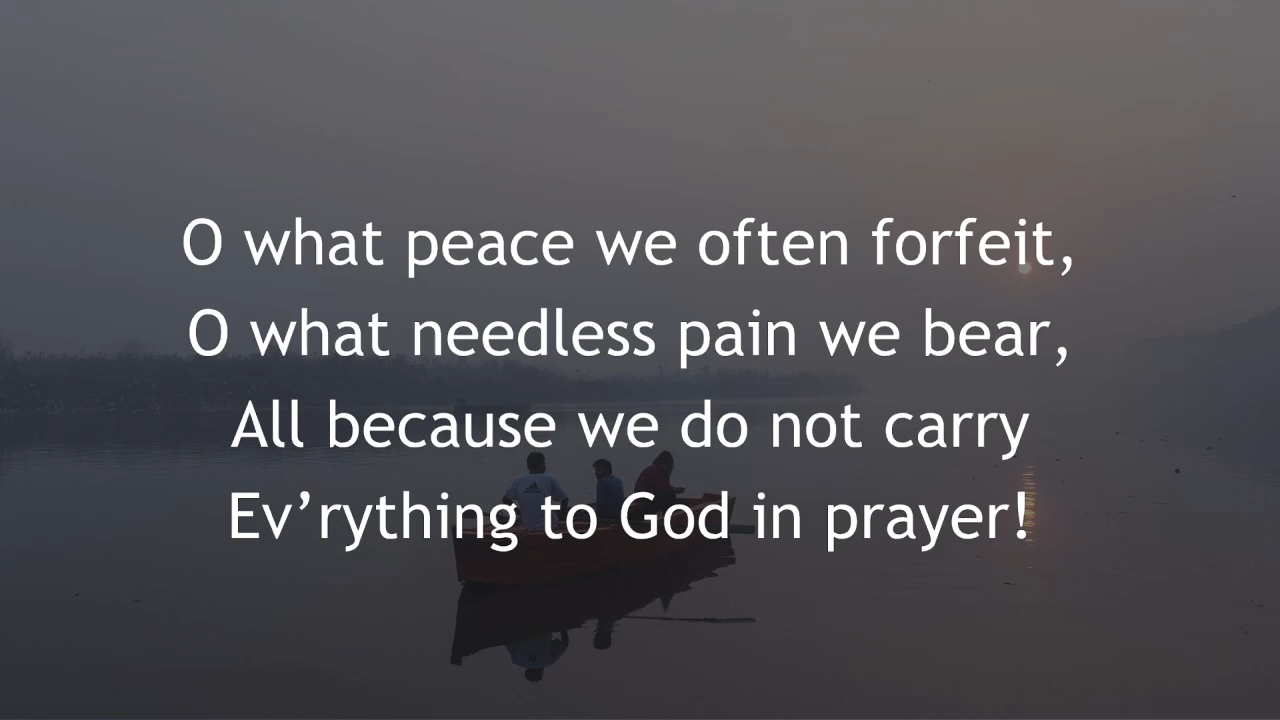 O what peace we often forfeit,
O what needless pain we bear,
All because we do not carry
Ev’rything to God in prayer!